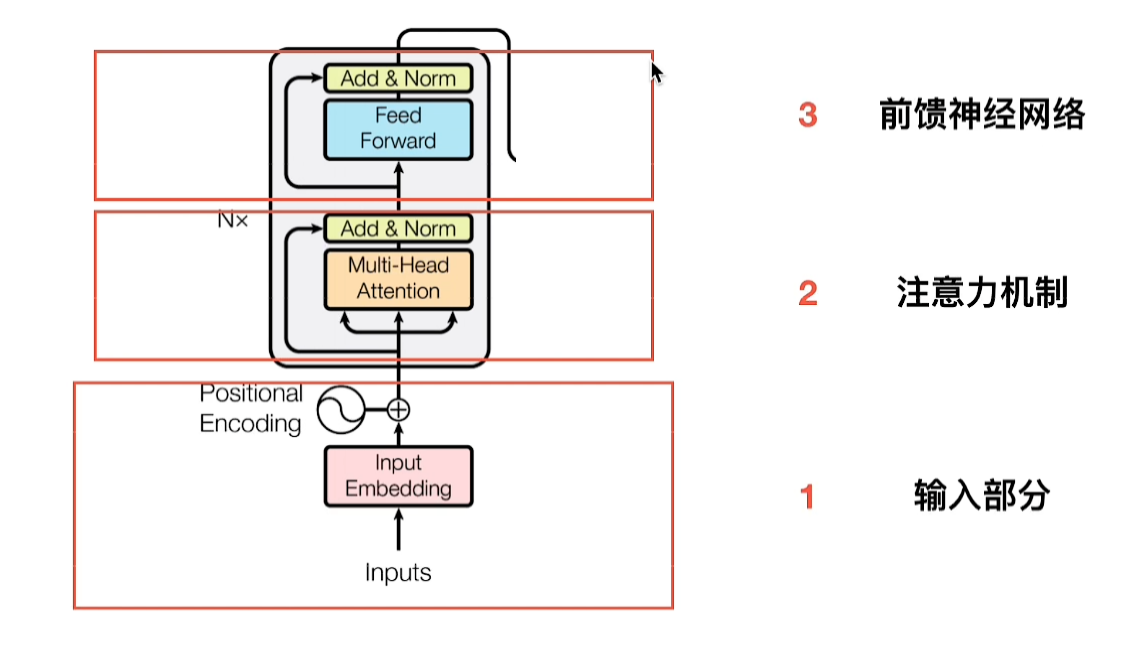 Add & Norm
Feed
Forward
3 前馈神经网络
N×
Add & Norm
Multi-Head
Attention
2 注意力机制
Positional
Encoding
Input
Embedding
1 输入部分
Inputs